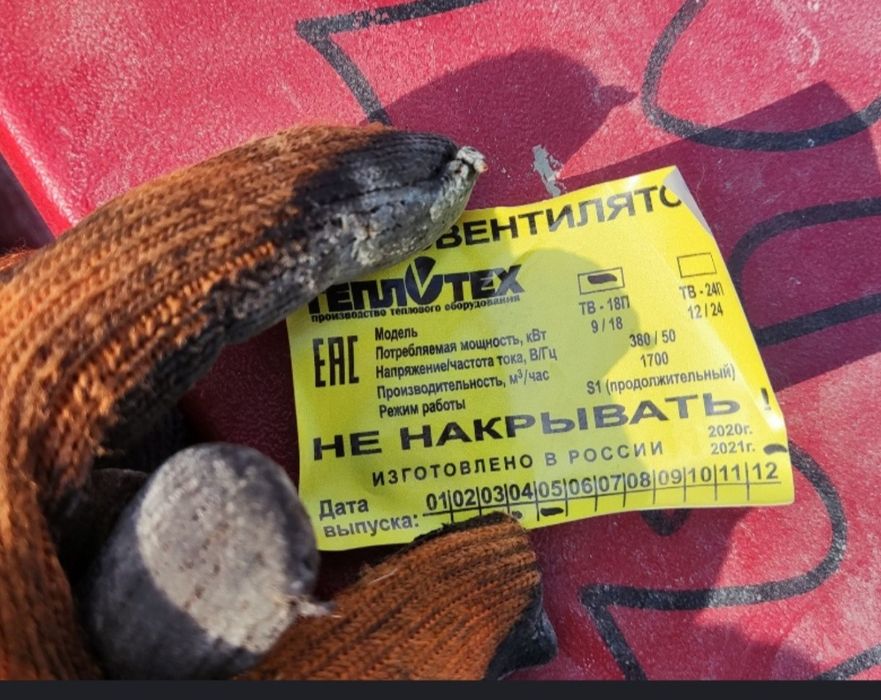 ВЕНТИЛЯТО
ТЕПЛОТЕХ
производство теплового оборудования
ЕАС
Модель ТВ - 18П ТВ - 24П
Потребляемая мощность, кВт 9 / 18 12 / 24
Напряжение/частота тока, В/Гц 380 / 50
Производительность, м³/час 1700
Режим работы S1 (продолжительный)
НЕ НАКРЫВАТЬ !
ИЗГОТОВЛЕНО В РОССИИ 2020г.
2021г.
Дата выпуска: 01 02 03 04 05 06 07 08 09 10 11 12